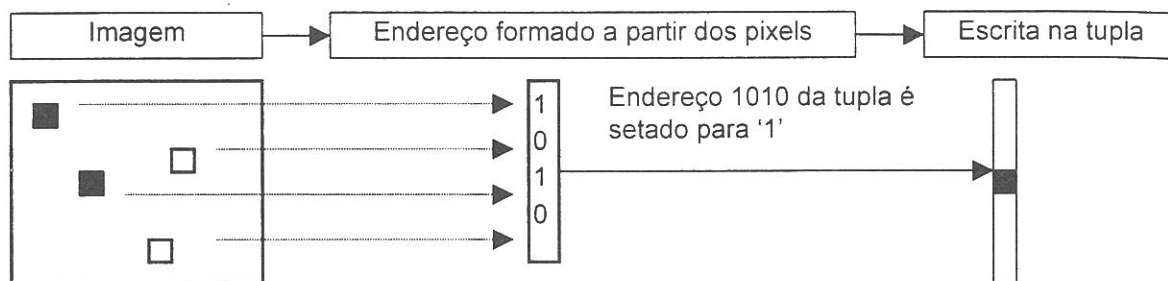 Imagem
Endereço formado a partir dos pixels
Escrita na tupla
1
0
1
0
Endereço 1010 da tupla é
setado para ‘1’